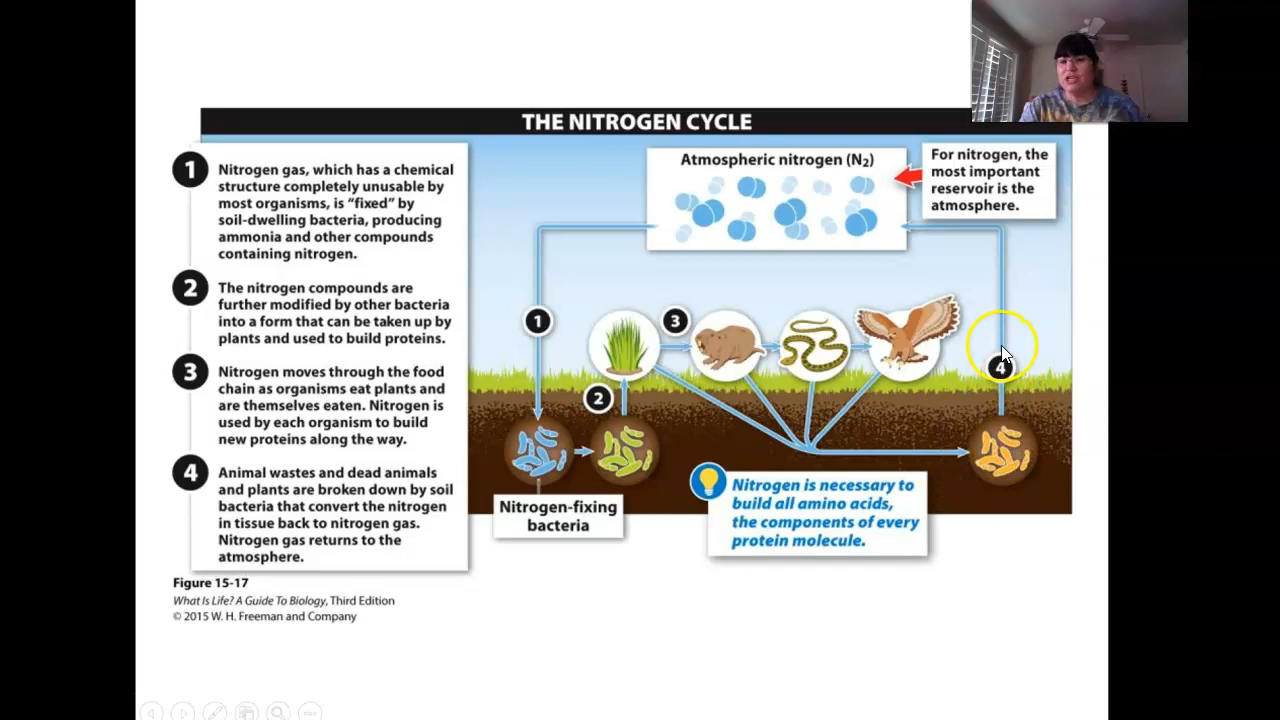 THE NITROGEN CYCLE
1
Nitrogen gas, which has a chemical
structure completely unusable by
most organisms, is “fixed” by
soil-dwelling bacteria, producing
ammonia and other compounds
containing nitrogen.
2
The nitrogen compounds are
further modified by other bacteria
into a form that can be taken up by
plants and used to build proteins.
3
Nitrogen moves through the food
chain as organisms eat plants and
are themselves eaten. Nitrogen is
used by each organism to build
new proteins along the way.
4
Animal wastes and dead animals
and plants are broken down by soil
bacteria that convert the nitrogen
in tissue back to nitrogen gas.
Nitrogen gas returns to the
atmosphere.
Atmospheric nitrogen (N₂)
For nitrogen, the
most important
reservoir is the
atmosphere.
1
3
2
4
Nitrogen-fixing
bacteria
Nitrogen is necessary to
build all amino acids,
the components of every
protein molecule.
Figure 15-17
What Is Life? A Guide To Biology, Third Edition
© 2015 W. H. Freeman and Company